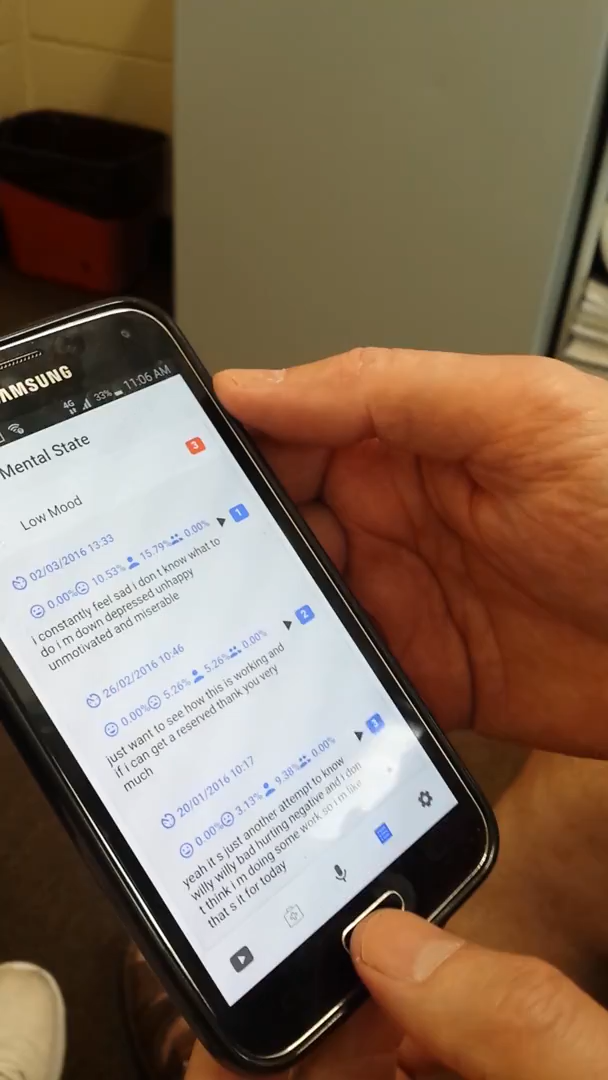 SAMSUNG
4G 33% 11:06 AM
Mental State
3
Low Mood
02/03/2016 13:33
0.00% 10.53% 15.79% 0.00% 1
i constantly feel sad i don t know what to
do i m down depressed unhappy
unmotivated and miserable
26/02/2016 10:46
0.00% 5.26% 5.26% 0.00% 2
just want to see how this is working and
if i can get a reserved thank you very
much
20/01/2016 10:17
0.00% 3.13% 9.38% 0.00% 3
yeah it s just another attempt to know
willy willy bad hurting negative and i don
t think i m doing some work so i m like
that s it for today